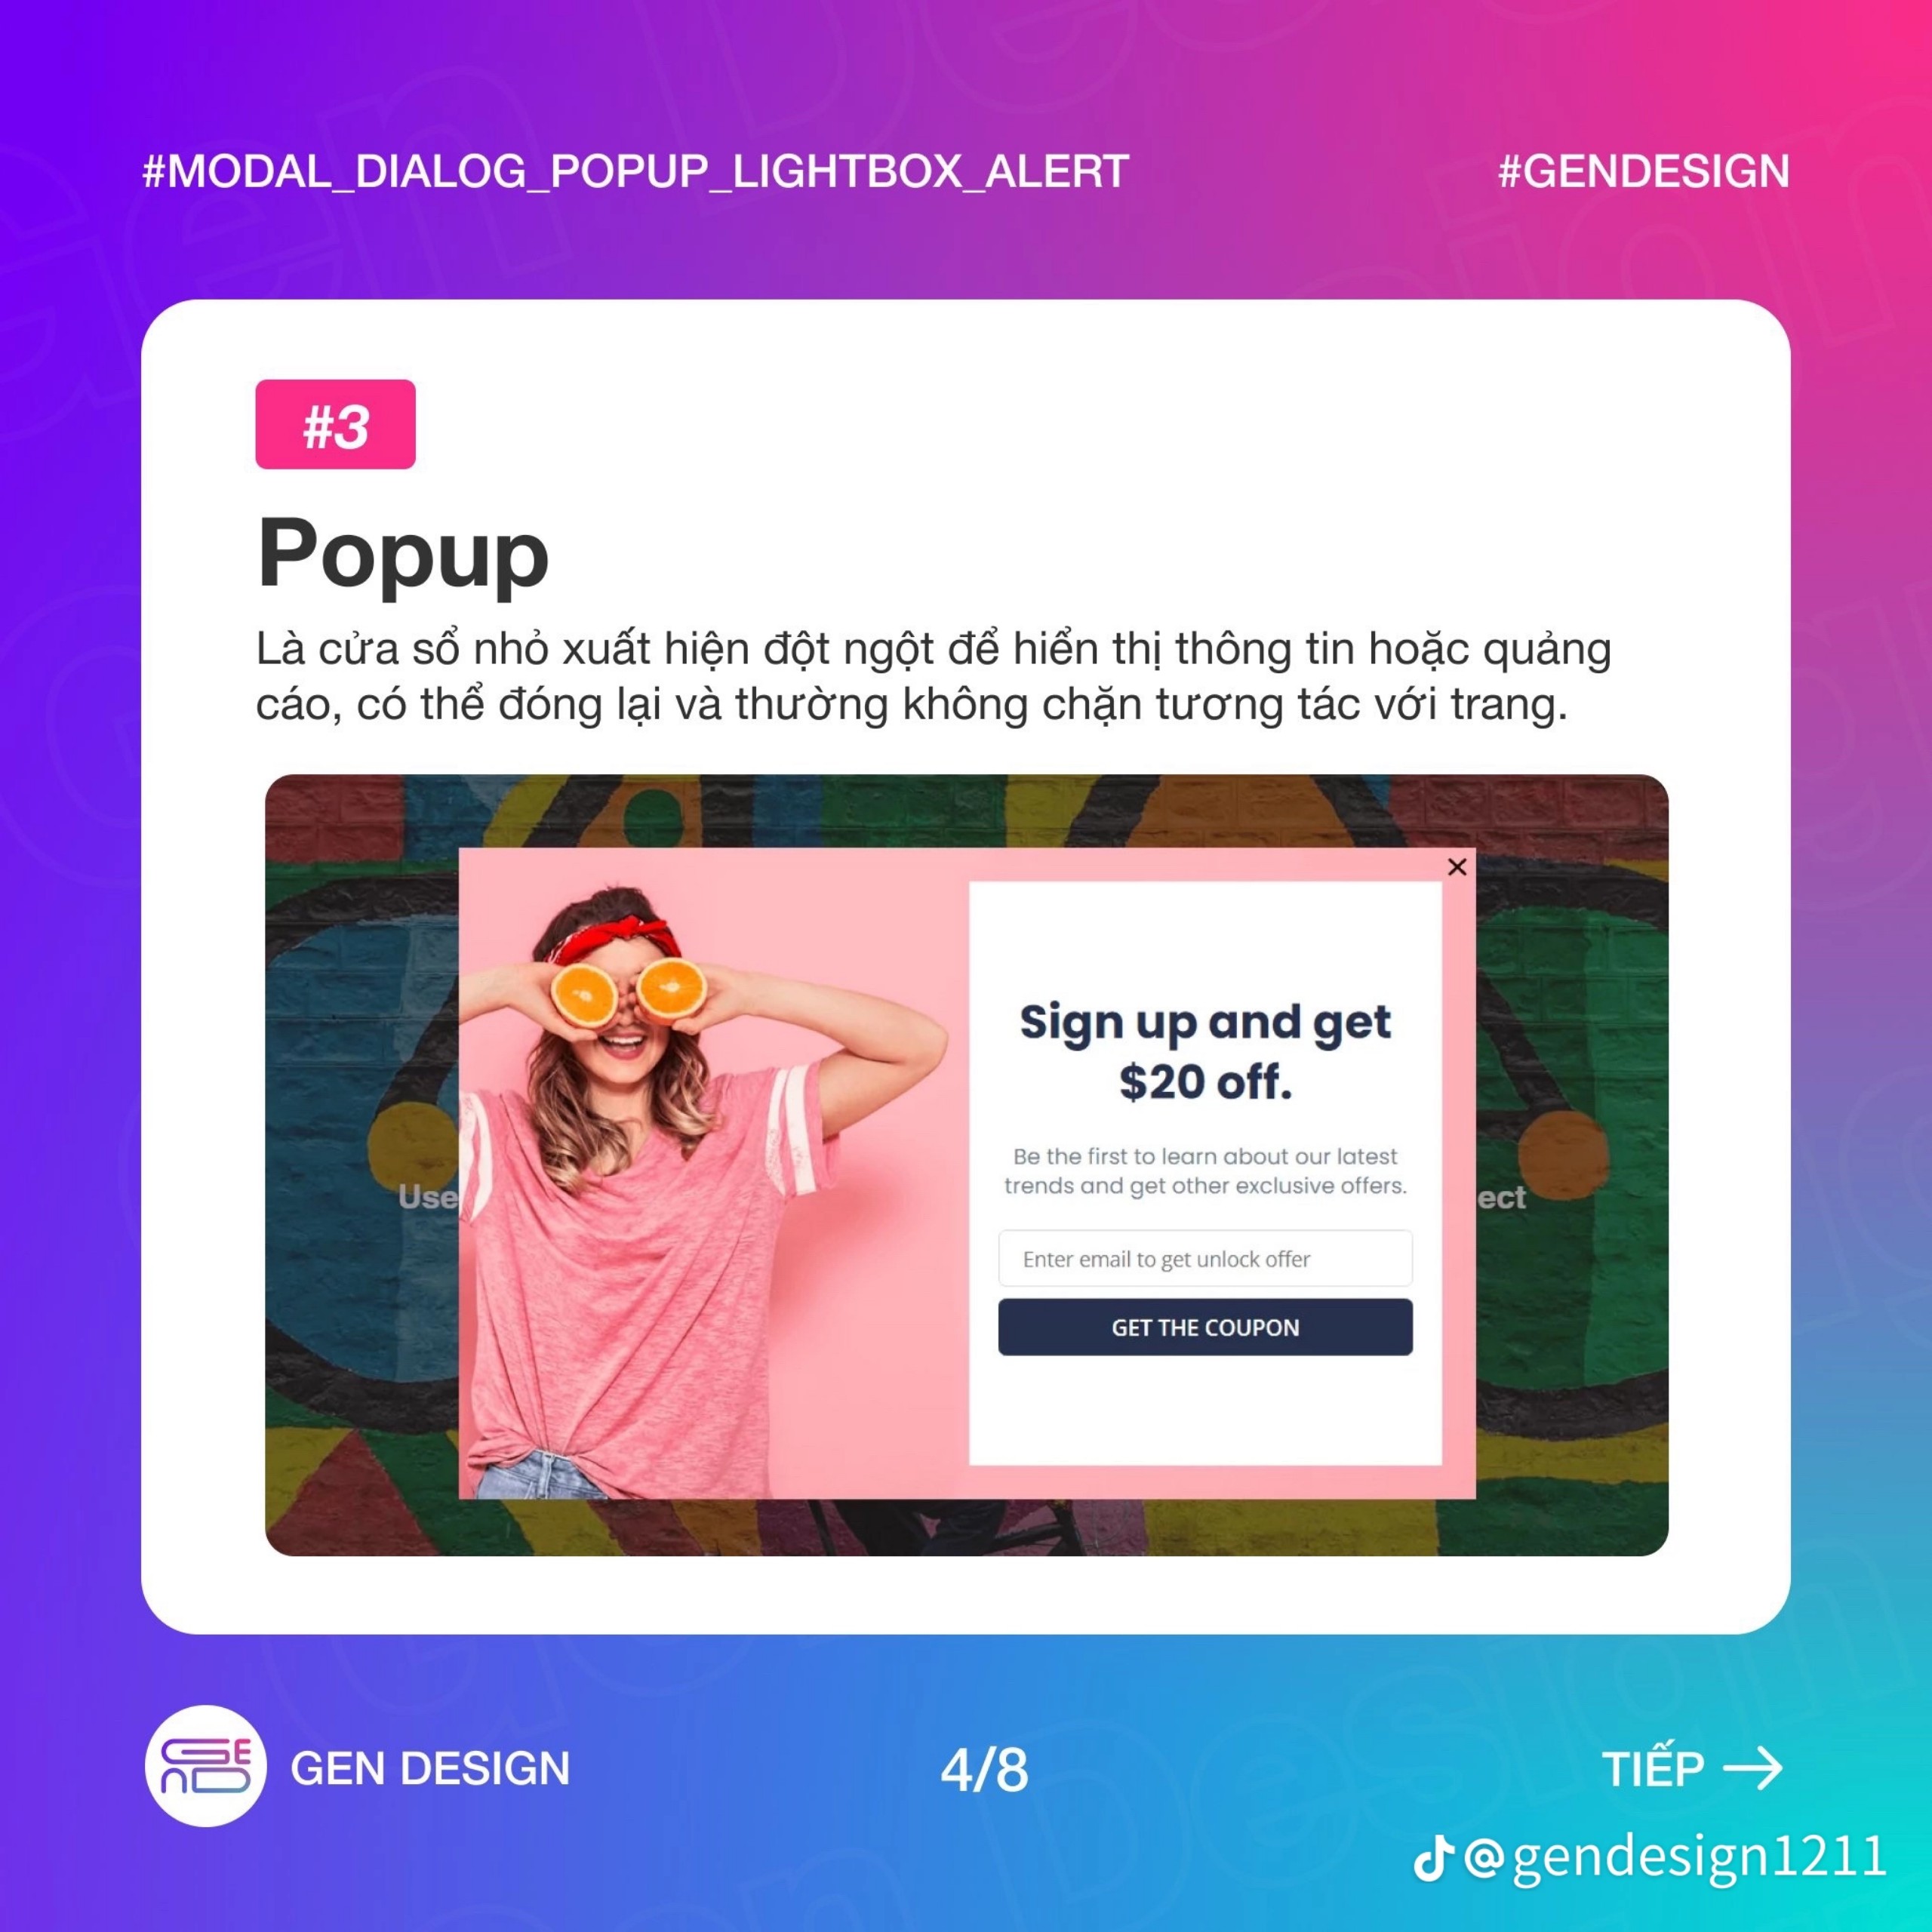 #MODAL_DIALOG_POPUP_LIGHTBOX_ALERT
#GENDESIGN
#3
Popup
Là cửa sổ nhỏ xuất hiện đột ngột để hiển thị thông tin hoặc quảng
cáo, có thể đóng lại và thường không chặn tương tác với trang.
Sign up and get
$20 off.
Be the first to learn about our latest
trends and get other exclusive offers.
Use
ect
Enter email to get unlock offer
GET THE COUPON
GEN DESIGN
4/8
TIẾP →
@gendesign1211